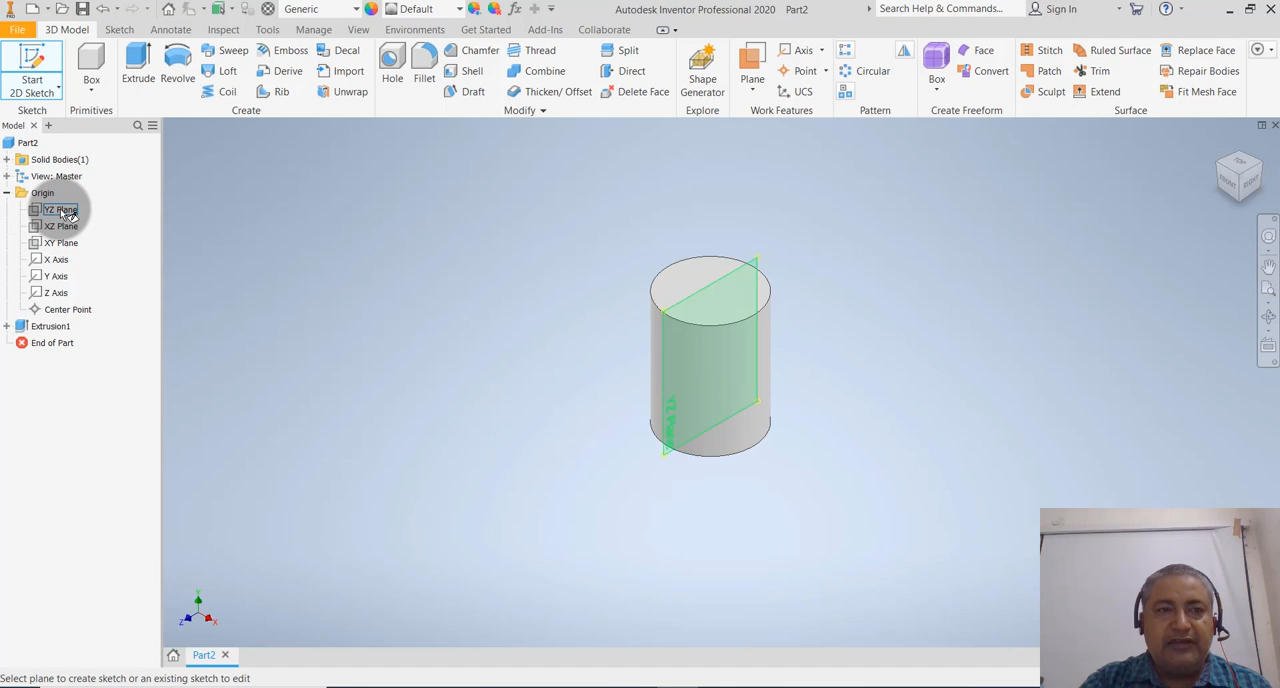 Generic
Default
Autodesk Inventor Professional 2020 Part2
Search Help & Commands...
Sign In
File 3D Model Sketch Annotate Inspect Tools Manage View Environments Get Started Add-Ins Collaborate
Start
2D Sketch
Sketch
Box
Primitives
Extrude
Revolve
Sweep
Emboss
Decal
Loft
Derive
Import
Coil
Rib
Unwrap
Create
Hole
Fillet
Chamfer
Thread
Split
Shell
Combine
Direct
Draft
Thicken/ Offset
Delete Face
Modify
Shape
Generator
Explore
Plane
Axis
Point
UCS
Work Features
Circular
Pattern
Box
Face
Convert
Create Freeform
Stitch
Ruled Surface
Replace Face
Patch
Trim
Repair Bodies
Sculpt
Extend
Fit Mesh Face
Surface
Model
Part2
Solid Bodies(1)
View: Master
Origin
YZ Plane
XZ Plane
XY Plane
X Axis
Y Axis
Z Axis
Center Point
Extrusion1
End of Part
TOP
FRONT
RIGHT
YZ Plane
Y
Z
X
Part2
Select plane to create sketch or an existing sketch to edit